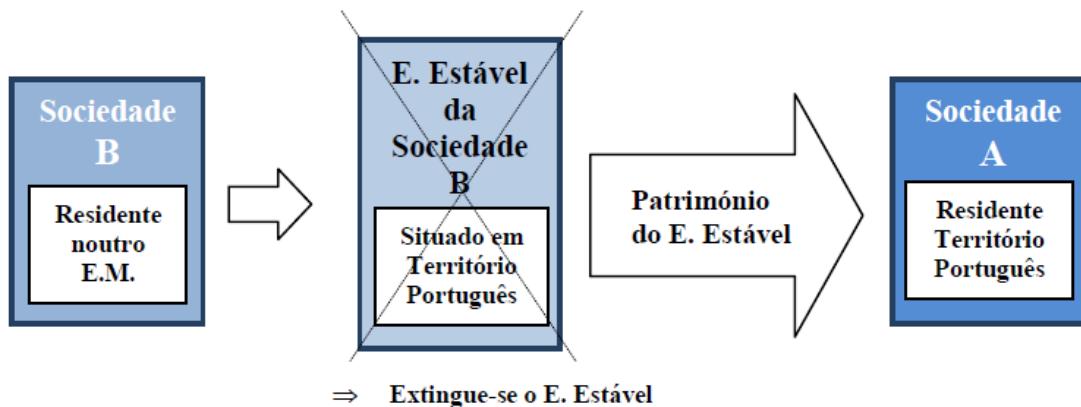 Sociedade
B
Residente
noutro
E.M.
E. Estável
da
Sociedade
B
Situado em
Território
Português
Património
do E. Estável
Sociedade
A
Residente
Território
Português
⇒ Extingue-se o E. Estável